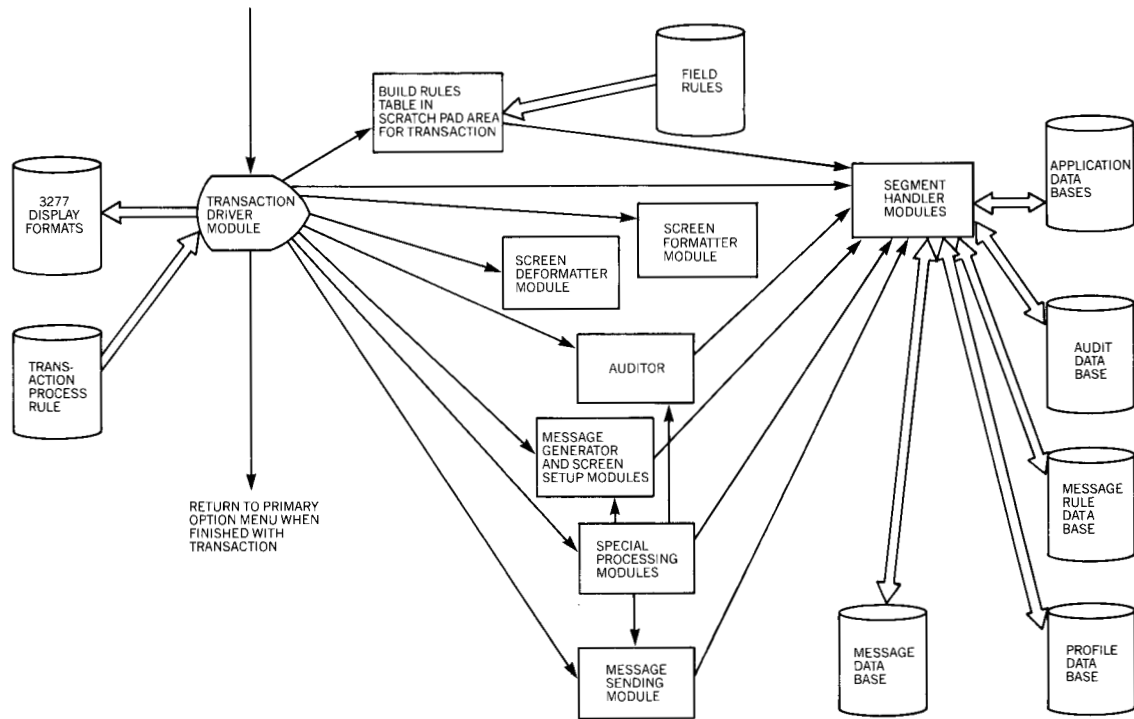 BUILD RULES
TABLE IN
SCRATCH PAD AREA
FOR TRANSACTION
FIELD
RULES
3277
DISPLAY
FORMATS
TRANSACTION
DRIVER
MODULE
SEGMENT
HANDLER
MODULES
APPLICATION
DATA
BASES
SCREEN
FORMATTER
MODULE
SCREEN
DEFORMATTER
MODULE
TRANS-
ACTION
PROCESS
RULE
AUDITOR
AUDIT
DATA
BASE
MESSAGE
GENERATOR
AND SCREEN
SETUP MODULES
MESSAGE
RULE DATA
BASE
RETURN TO PRIMARY
OPTION MENU WHEN
FINISHED WITH
TRANSACTION
SPECIAL
PROCESSING
MODULES
MESSAGE
SENDING
MODULE
MESSAGE DATA
BASE
PROFILE DATA
BASE